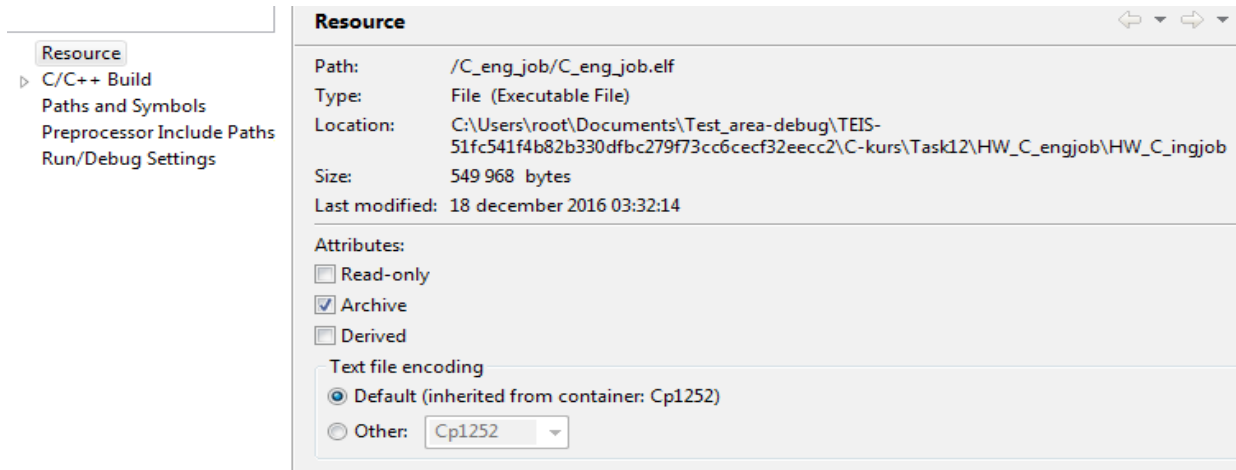 Resource
C/C++ Build
Paths and Symbols
Preprocessor Include Paths
Run/Debug Settings
Resource
Path: /C_eng_job/C_eng_job.elf
Type: File (Executable File)
Location: C:\Users\root\Documents\Test_area-debug\TEIS-
51fc541f4b82b330dfbc279f73cc6cecf32eecc2\C-kurs\Task12\HW_C_engjob\HW_C_ingjob
Size: 549 968 bytes
Last modified: 18 december 2016 03:32:14
Attributes:
Read-only
Archive
Derived
Text file encoding
Default (inherited from container: Cp1252)
Other: Cp1252